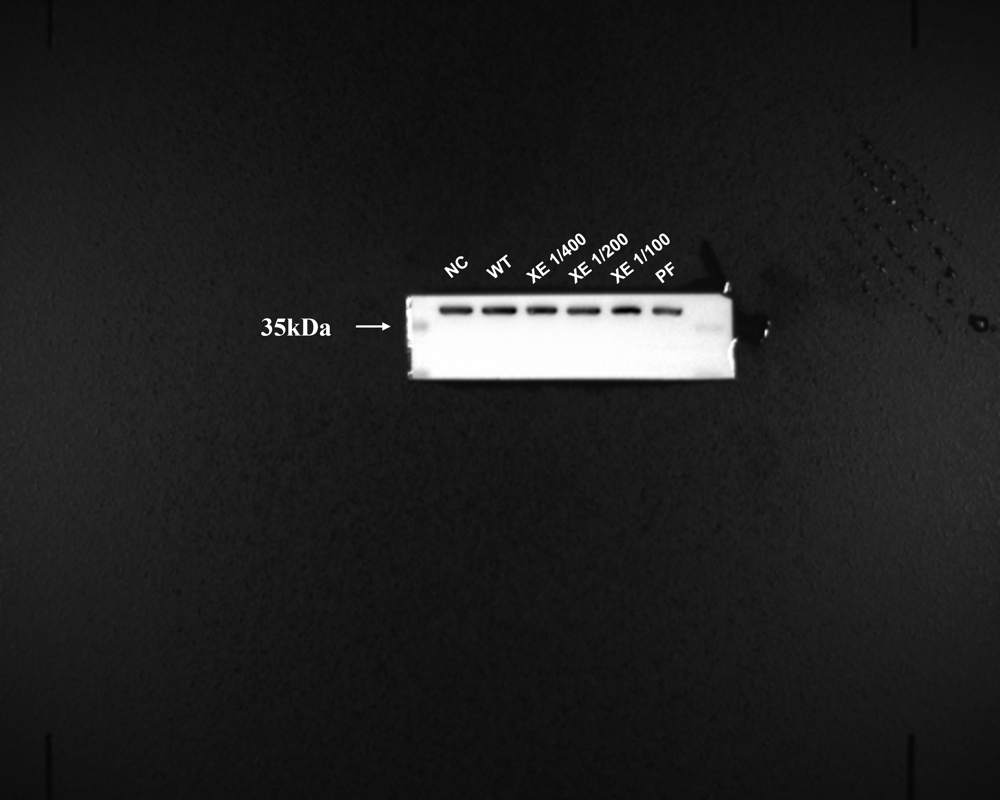 NC
WT
XE 1/400
XE 1/200
XE 1/100
PF
35kDa